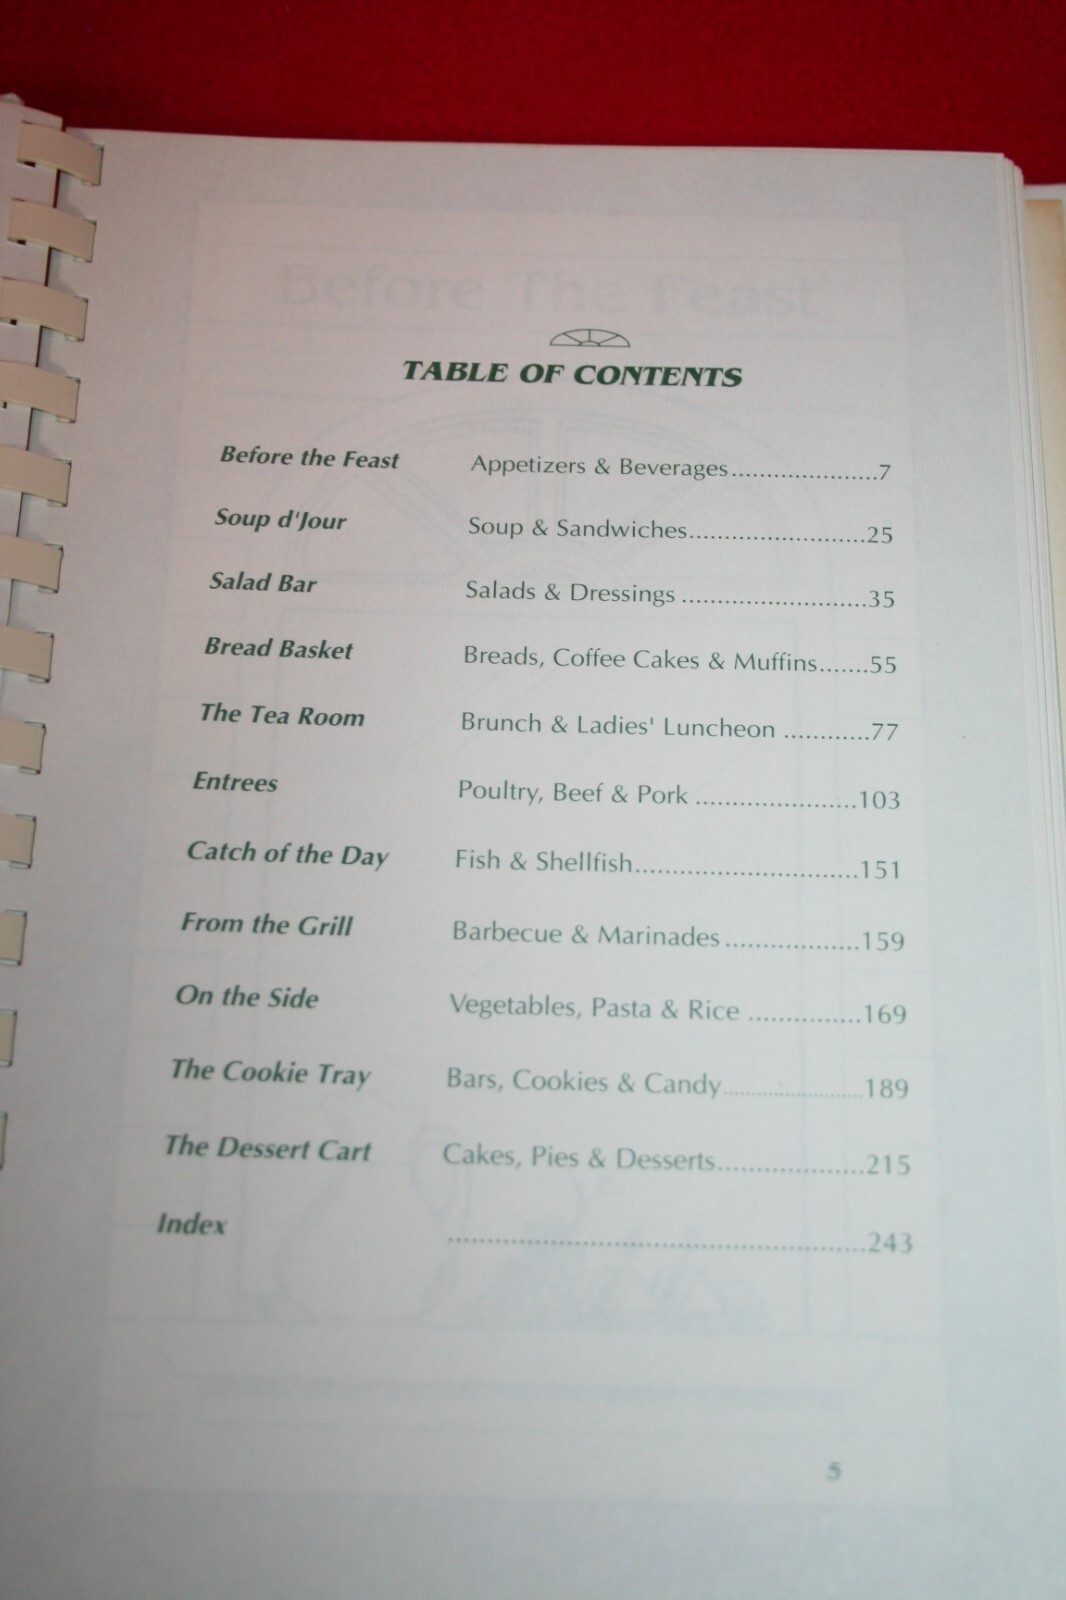 Before The Feast
TABLE OF CONTENTS
Before the Feast Appetizers & Beverages....................7
Soup d'Jour Soup & Sandwiches........................25
Salad Bar Salads & Dressings .........................35
Bread Basket Breads, Coffee Cakes & Muffins.......55
The Tea Room Brunch & Ladies' Luncheon ............77
Entrees Poultry, Beef & Pork ......................103
Catch of the Day Fish & Shellfish..............................151
From the Grill Barbecue & Marinades..................159
On the Side Vegetables, Pasta & Rice ...............169
The Cookie Tray Bars, Cookies & Candy...........................189
The Dessert Cart Cakes, Pies & Desserts....................215
Index ........................................................243
5